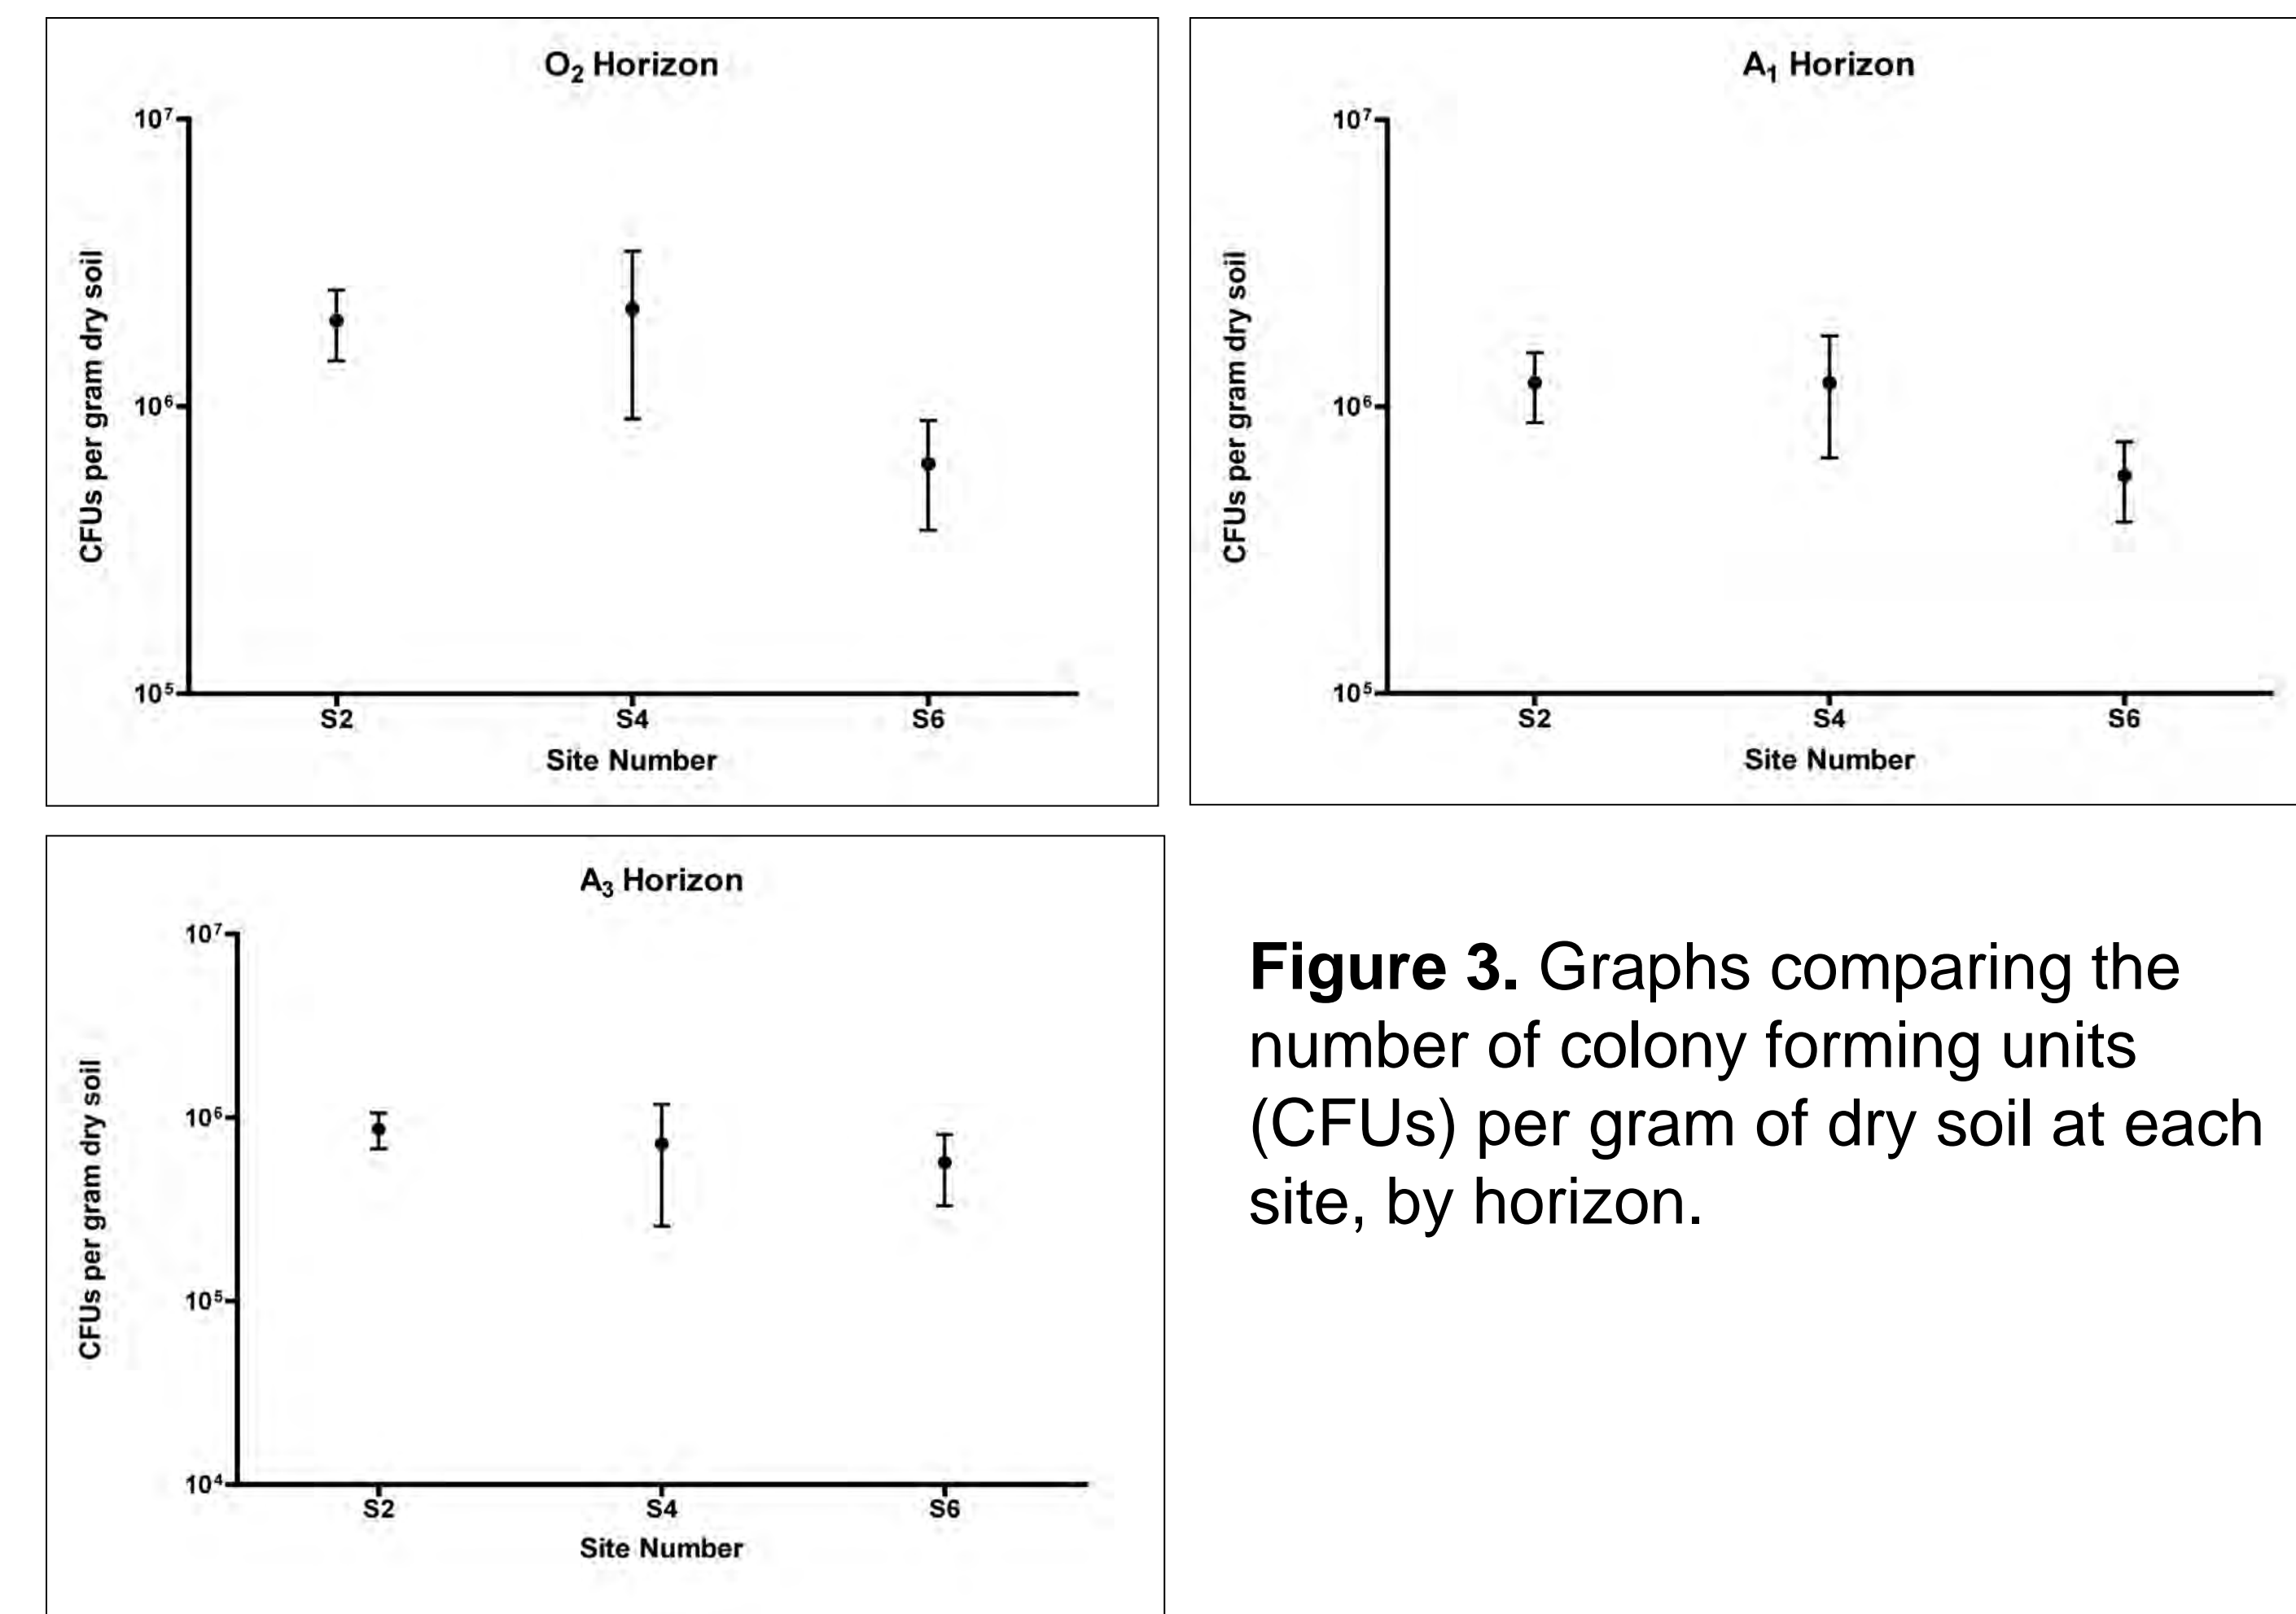 O₂ Horizon
10⁷
10⁶
10⁵
CFUs per gram dry soil
S2 S4 S6
Site Number
A₁ Horizon
10⁷
10⁶
10⁵
CFUs per gram dry soil
S2 S4 S6
Site Number
A₃ Horizon
10⁷
10⁶
10⁵
10⁴
CFUs per gram dry soil
S2 S4 S6
Site Number
Figure 3. Graphs comparing the
number of colony forming units
(CFUs) per gram of dry soil at each
site, by horizon.